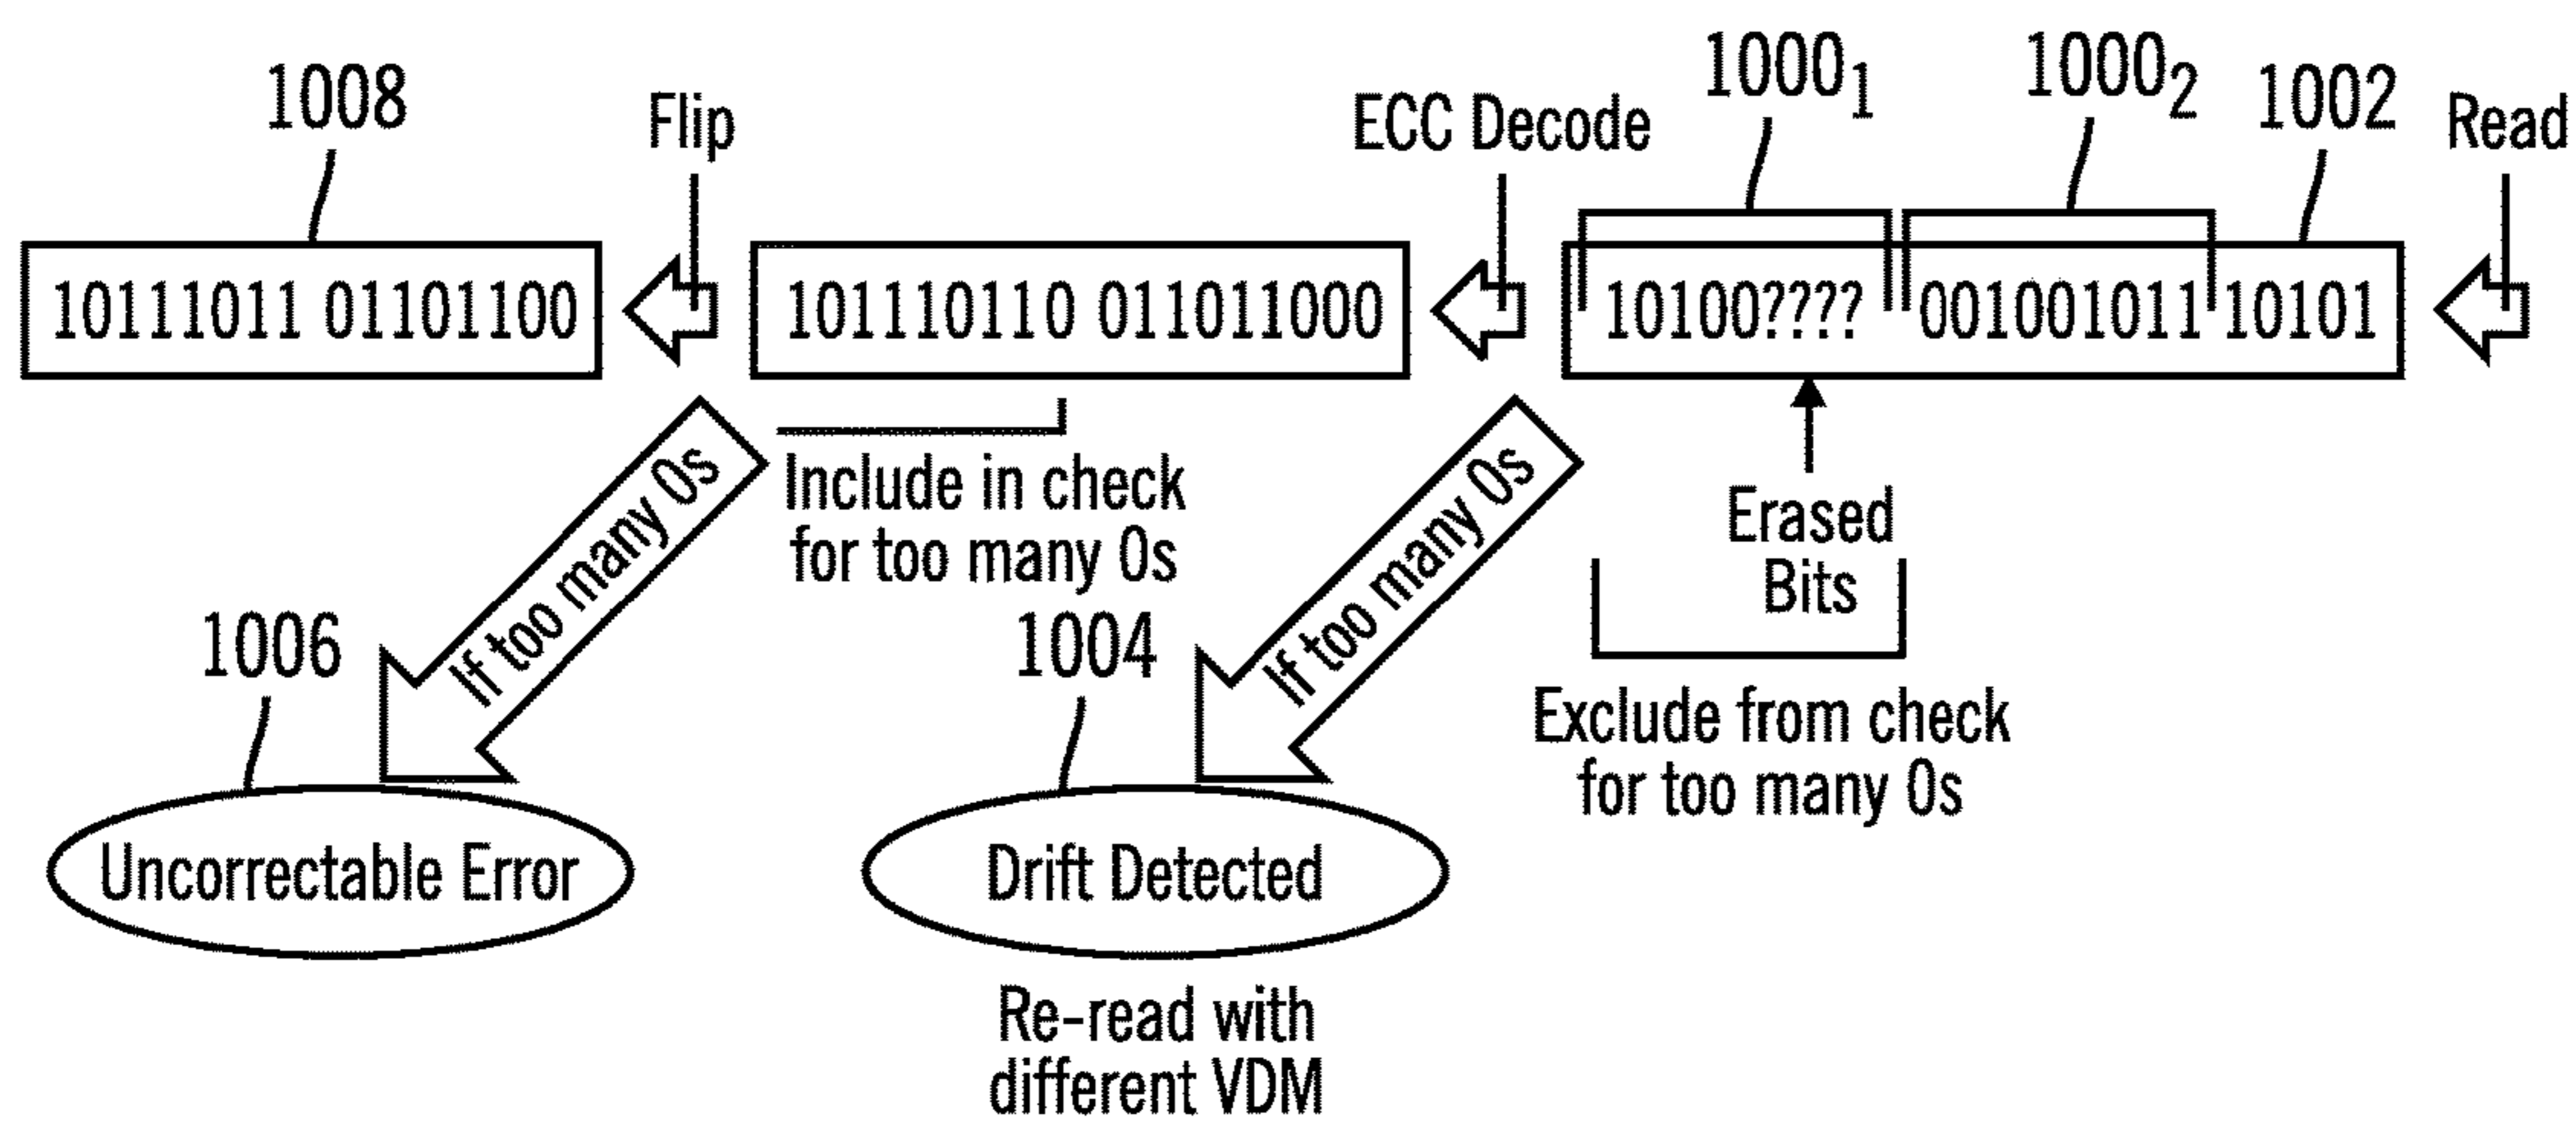 1008
Flip
ECC Decode
1000₁
1000₂
1002
Read
10111011 01101100
101110110 011011000
10100???? 001001011 10101
If too many 0s
Include in check
for too many 0s
If too many 0s
Erased
Bits
Exclude from check
for too many 0s
1006
Uncorrectable Error
1004
Drift Detected
Re-read with
different VDM